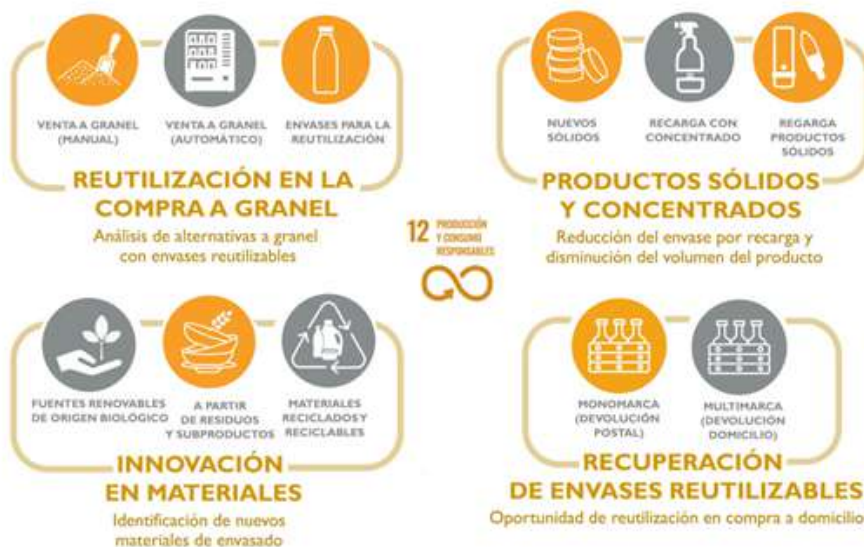 VENTA A GRANEL
(MANUAL)
VENTA A GRANEL
(AUTOMÁTICO)
ENVASES PARA LA
REUTILIZACIÓN
REUTILIZACIÓN EN LA
COMPRA A GRANEL
Análisis de alternativas a granel
con envases reutilizables
NUEVOS
SÓLIDOS
RECARGA CON
CONCENTRADO
REGARGA
PRODUCTOS
SÓLIDOS
PRODUCTOS SÓLIDOS
Y CONCENTRADOS
Reducción del envase por recarga y
disminución del volumen del producto
12 PRODUCCIÓN
Y CONSUMO
RESPONSABLES
FUENTES RENOVABLES
DE ORIGEN BIOLÓGICO
A PARTIR
DE RESIDUOS
Y SUBPRODUCTOS
MATERIALES
RECICLADOS Y
RECICLABLES
INNOVACIÓN
EN MATERIALES
Identificación de nuevos
materiales de envasado
MONOMARCA
(DEVOLUCIÓN
POSTAL)
MULTIMARCA
(DEVOLUCIÓN
DOMICILIO)
RECUPERACIÓN
DE ENVASES REUTILIZABLES
Oportunidad de reutilización en compra a domicilio